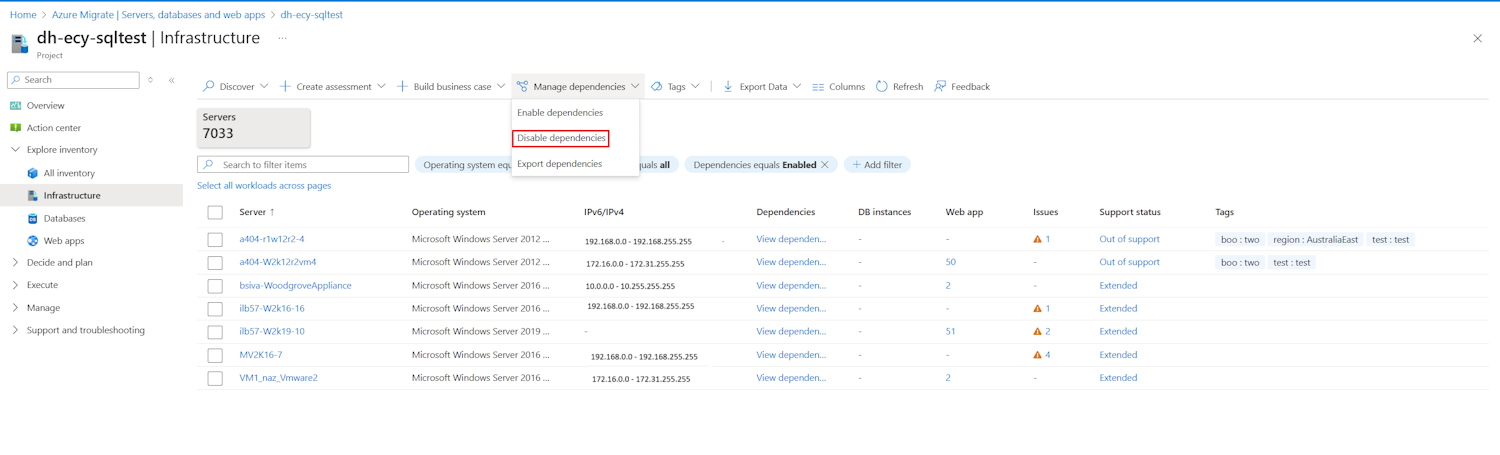 Home > Azure Migrate | Servers, databases and web apps > dh-ecy-sqltest
dh-ecy-sqltest | Infrastructure ...
Project
Search
Discover Create assessment Build business case Manage dependencies Tags Export Data Columns Refresh Feedback
Overview
Action center
Explore inventory
All inventory
Infrastructure
Databases
Web apps
Decide and plan
Execute
Manage
Support and troubleshooting
Enable dependencies
Disable dependencies
Export dependencies
Servers
7033
Search to filter items Operating system equ uals all Dependencies equals Enabled Add filter
Select all workloads across pages
Server ↑ Operating system IPv6/IPv4 Dependencies DB instances Web app Issues Support status Tags
a404-r1w12r2-4 Microsoft Windows Server 2012 ... 192.168.0.0 - 192.168.255.255 . View dependen... - - 1 Out of support boo : two region : AustraliaEast test : test
a404-W2k12r2vm4 Microsoft Windows Server 2012 ... 172.16.0.0 - 172.31.255.255 View dependen... - 50 - Out of support boo : two test : test
bsiva-WoodgroveAppliance Microsoft Windows Server 2016 ... 10.0.0.0 - 10.255.255.255 View dependen... - 2 - Extended
ilb57-W2k16-16 Microsoft Windows Server 2016 ... 192.168.0.0 - 192.168.255.255 View dependen... - - 1 Extended
ilb57-W2k19-10 Microsoft Windows Server 2019 ... - View dependen... - 51 2 Extended
MV2K16-7 Microsoft Windows Server 2016 ... 192.168.0.0 - 192.168.255.255 View dependen... - - 4 Extended
VM1_naz_Vmware2 Microsoft Windows Server 2016 ... 172.16.0.0 - 172.31.255.255 View dependen... - 2 - Extended